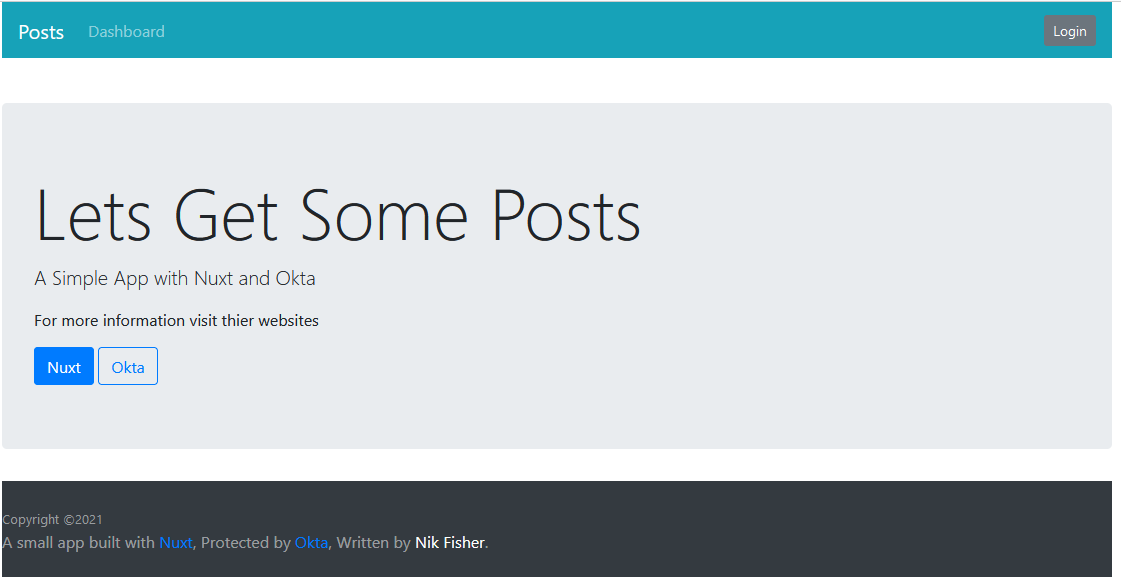 Posts Dashboard Login
Lets Get Some Posts
A Simple App with Nuxt and Okta
For more information visit thier websites
Nuxt Okta
Copyright ©2021
A small app built with Nuxt, Protected by Okta, Written by Nik Fisher.